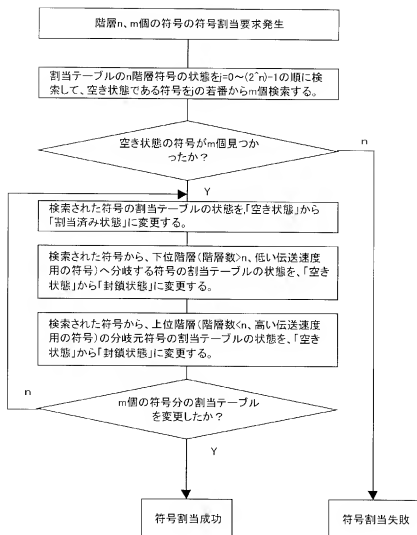 階層n、m個の符号の符号割当要求発生
割当テーブルのn階層符号の状態をj=0～(2^n)-1の順に検
索して、空き状態である符号をjの若番からm個検索する。
空き状態の符号がm個見つ
かったか？
n
Y
検索された符号の割当テーブルの状態を、「空き状態」から
「割当済み状態」に変更する。
検索された符号から、下位階層(階層数>n、低い伝送速度
用の符号)へ分岐する符号の割当テーブルの状態を、「空き
状態」から「封鎖状態」に変更する。
検索された符号から、上位階層(階層数<n、高い伝送速度
用の符号)の分岐元符号の割当テーブルの状態を、「空き
状態」から「封鎖状態」に変更する。
n
m個の符号分の割当テーブル
を変更したか？
Y
符号割当成功
符号割当失敗